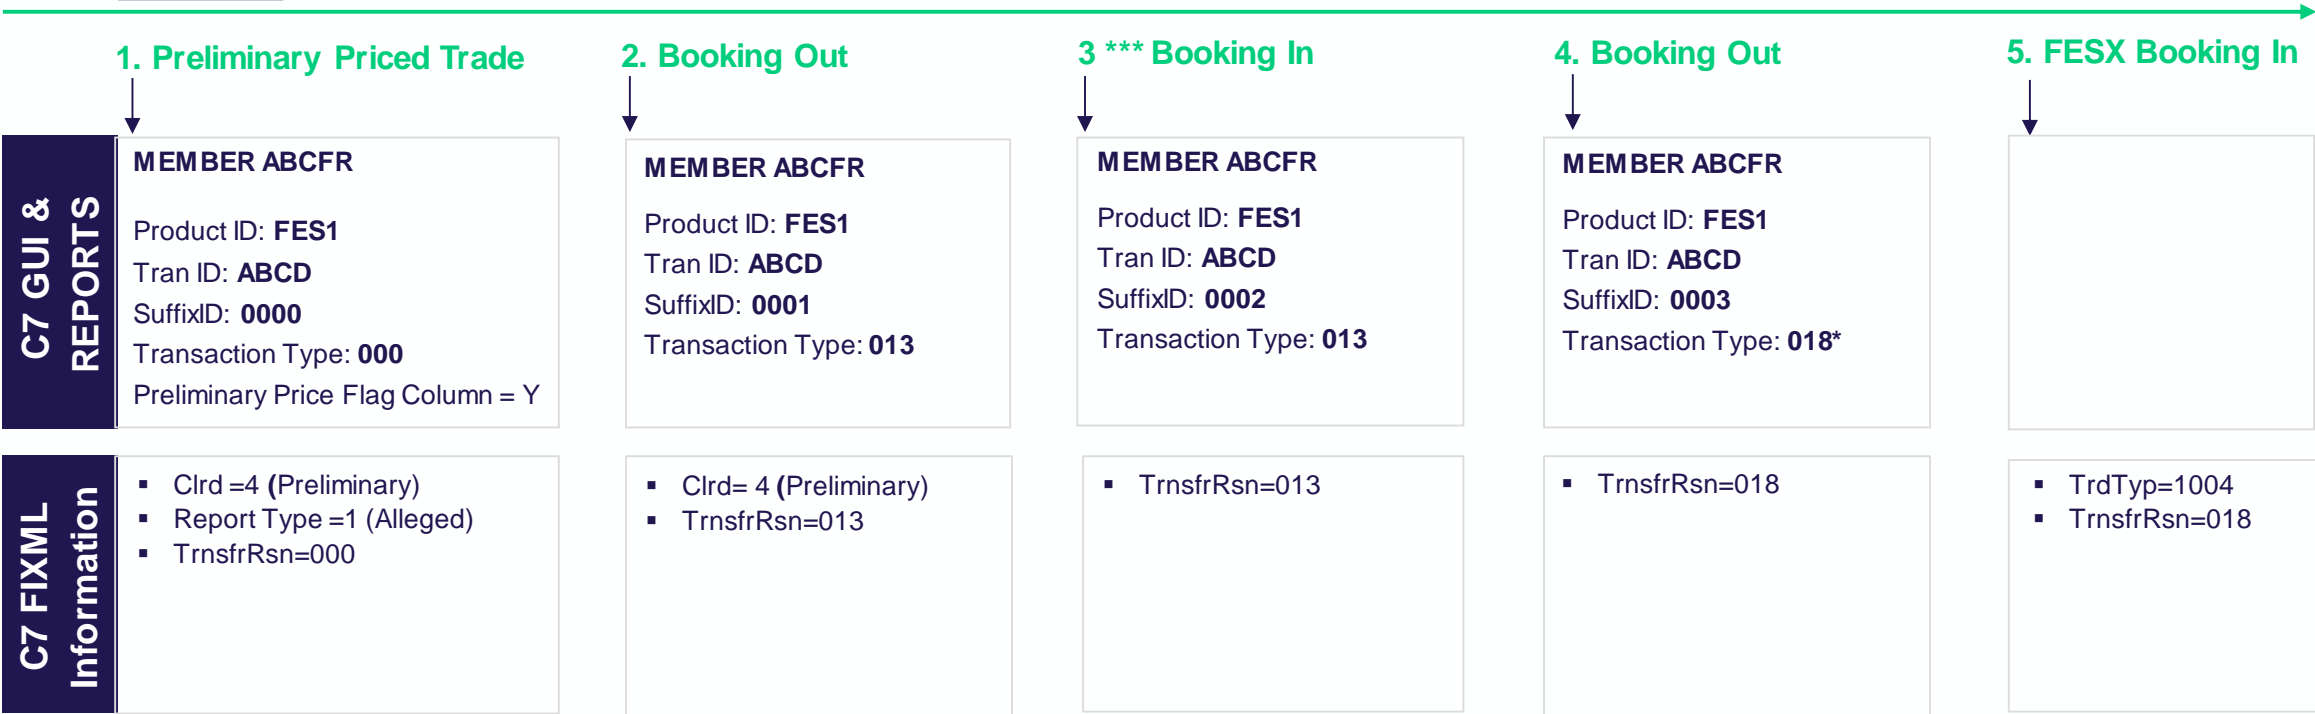 1. Preliminary Priced Trade
2. Booking Out
3 *** Booking In
4. Booking Out
5. FESX Booking In
C7 GUI &
REPORTS
MEMBER ABCFR
Product ID: FES1
Tran ID: ABCD
SuffixID: 0000
Transaction Type: 000
Preliminary Price Flag Column = Y
MEMBER ABCFR
Product ID: FES1
Tran ID: ABCD
SuffixID: 0001
Transaction Type: 013
MEMBER ABCFR
Product ID: FES1
Tran ID: ABCD
SuffixID: 0002
Transaction Type: 013
MEMBER ABCFR
Product ID: FES1
Tran ID: ABCD
SuffixID: 0003
Transaction Type: 018*
C7 FIXML
Information
▪ Clrd =4 (Preliminary)
▪ Report Type =1 (Alleged)
▪ TrnsfrRsn=000
▪ Clrd= 4 (Preliminary)
▪ TrnsfrRsn=013
▪ TrnsfrRsn=013
▪ TrnsfrRsn=018
▪ TrdTyp=1004
▪ TrnsfrRsn=018